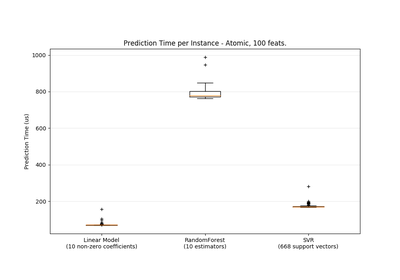 Prediction Time per Instance - Atomic, 100 feats.
1000
800
600
400
200
Prediction Time (us)
Linear Model
(10 non-zero coefficients)
RandomForest
(10 estimators)
SVR
(668 support vectors)